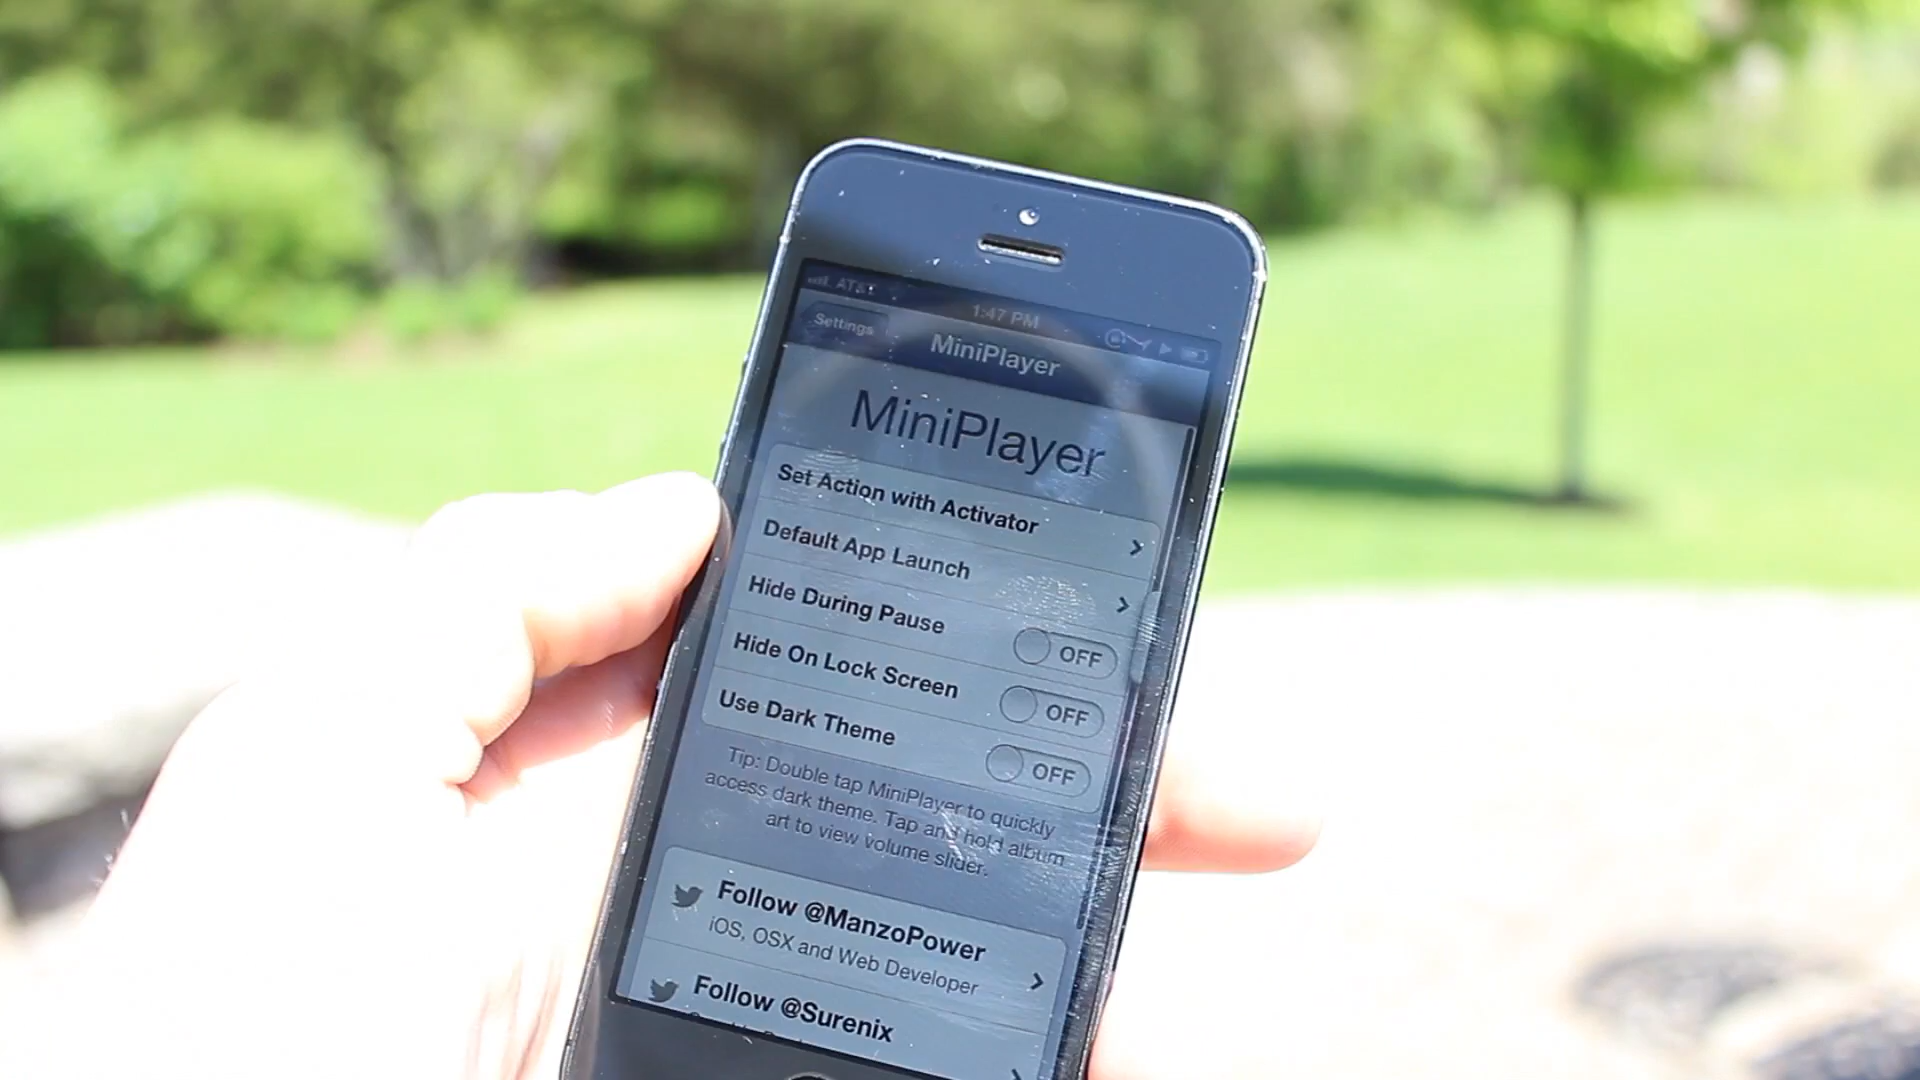 AT&T
1:47 PM
Settings
MiniPlayer
MiniPlayer
Set Action with Activator
Default App Launch
Hide During Pause
OFF
Hide On Lock Screen
OFF
Use Dark Theme
OFF
Tip: Double tap MiniPlayer to quickly
access dark theme. Tap and hold album
art to view volume slider.
Follow @ManzoPower
iOS, OSX and Web Developer
Follow @Surenix